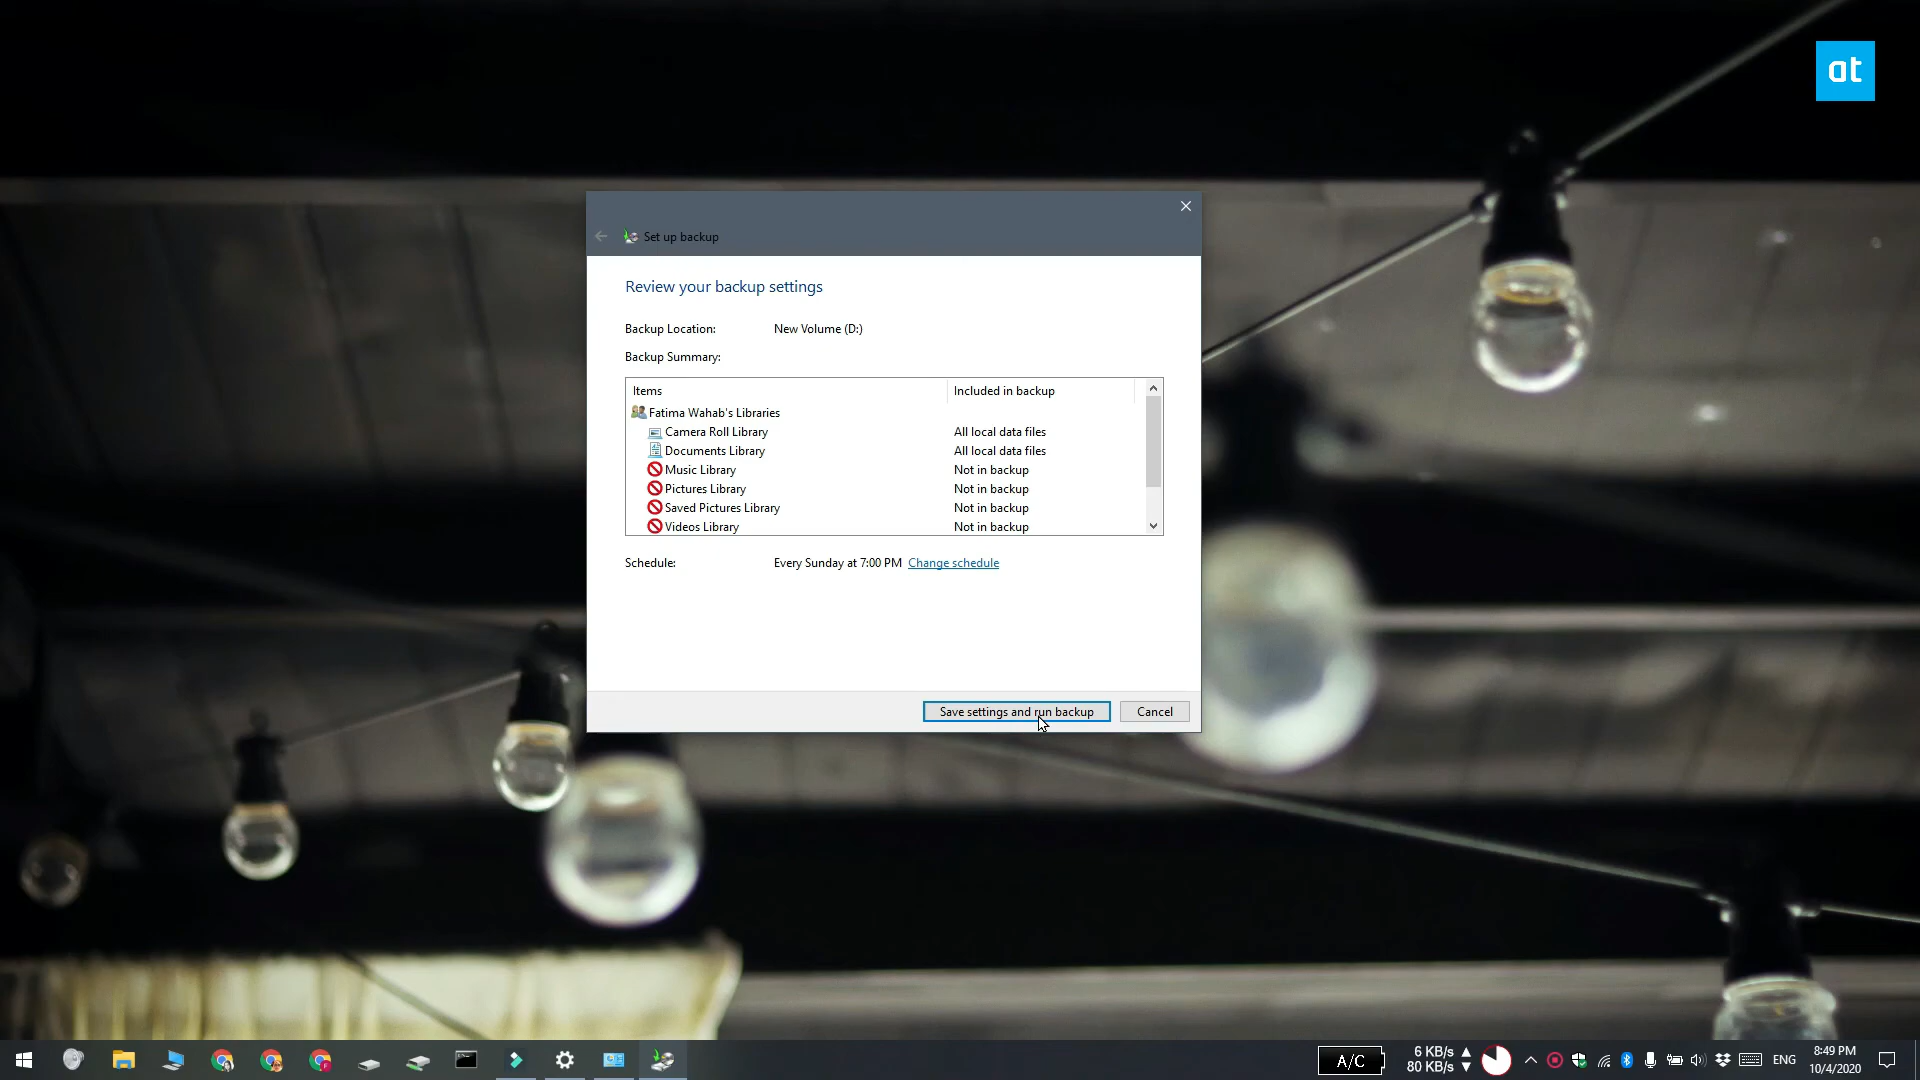 at
Set up backup
Review your backup settings
Backup Location: New Volume (D:)
Backup Summary:
Items Included in backup
Fatima Wahab's Libraries
Camera Roll Library All local data files
Documents Library All local data files
Music Library Not in backup
Pictures Library Not in backup
Saved Pictures Library Not in backup
Videos Library Not in backup
Schedule: Every Sunday at 7:00 PM Change schedule
Save settings and run backup Cancel
A/C
6 KB/s
80 KB/s
ENG
8:49 PM
10/4/2020